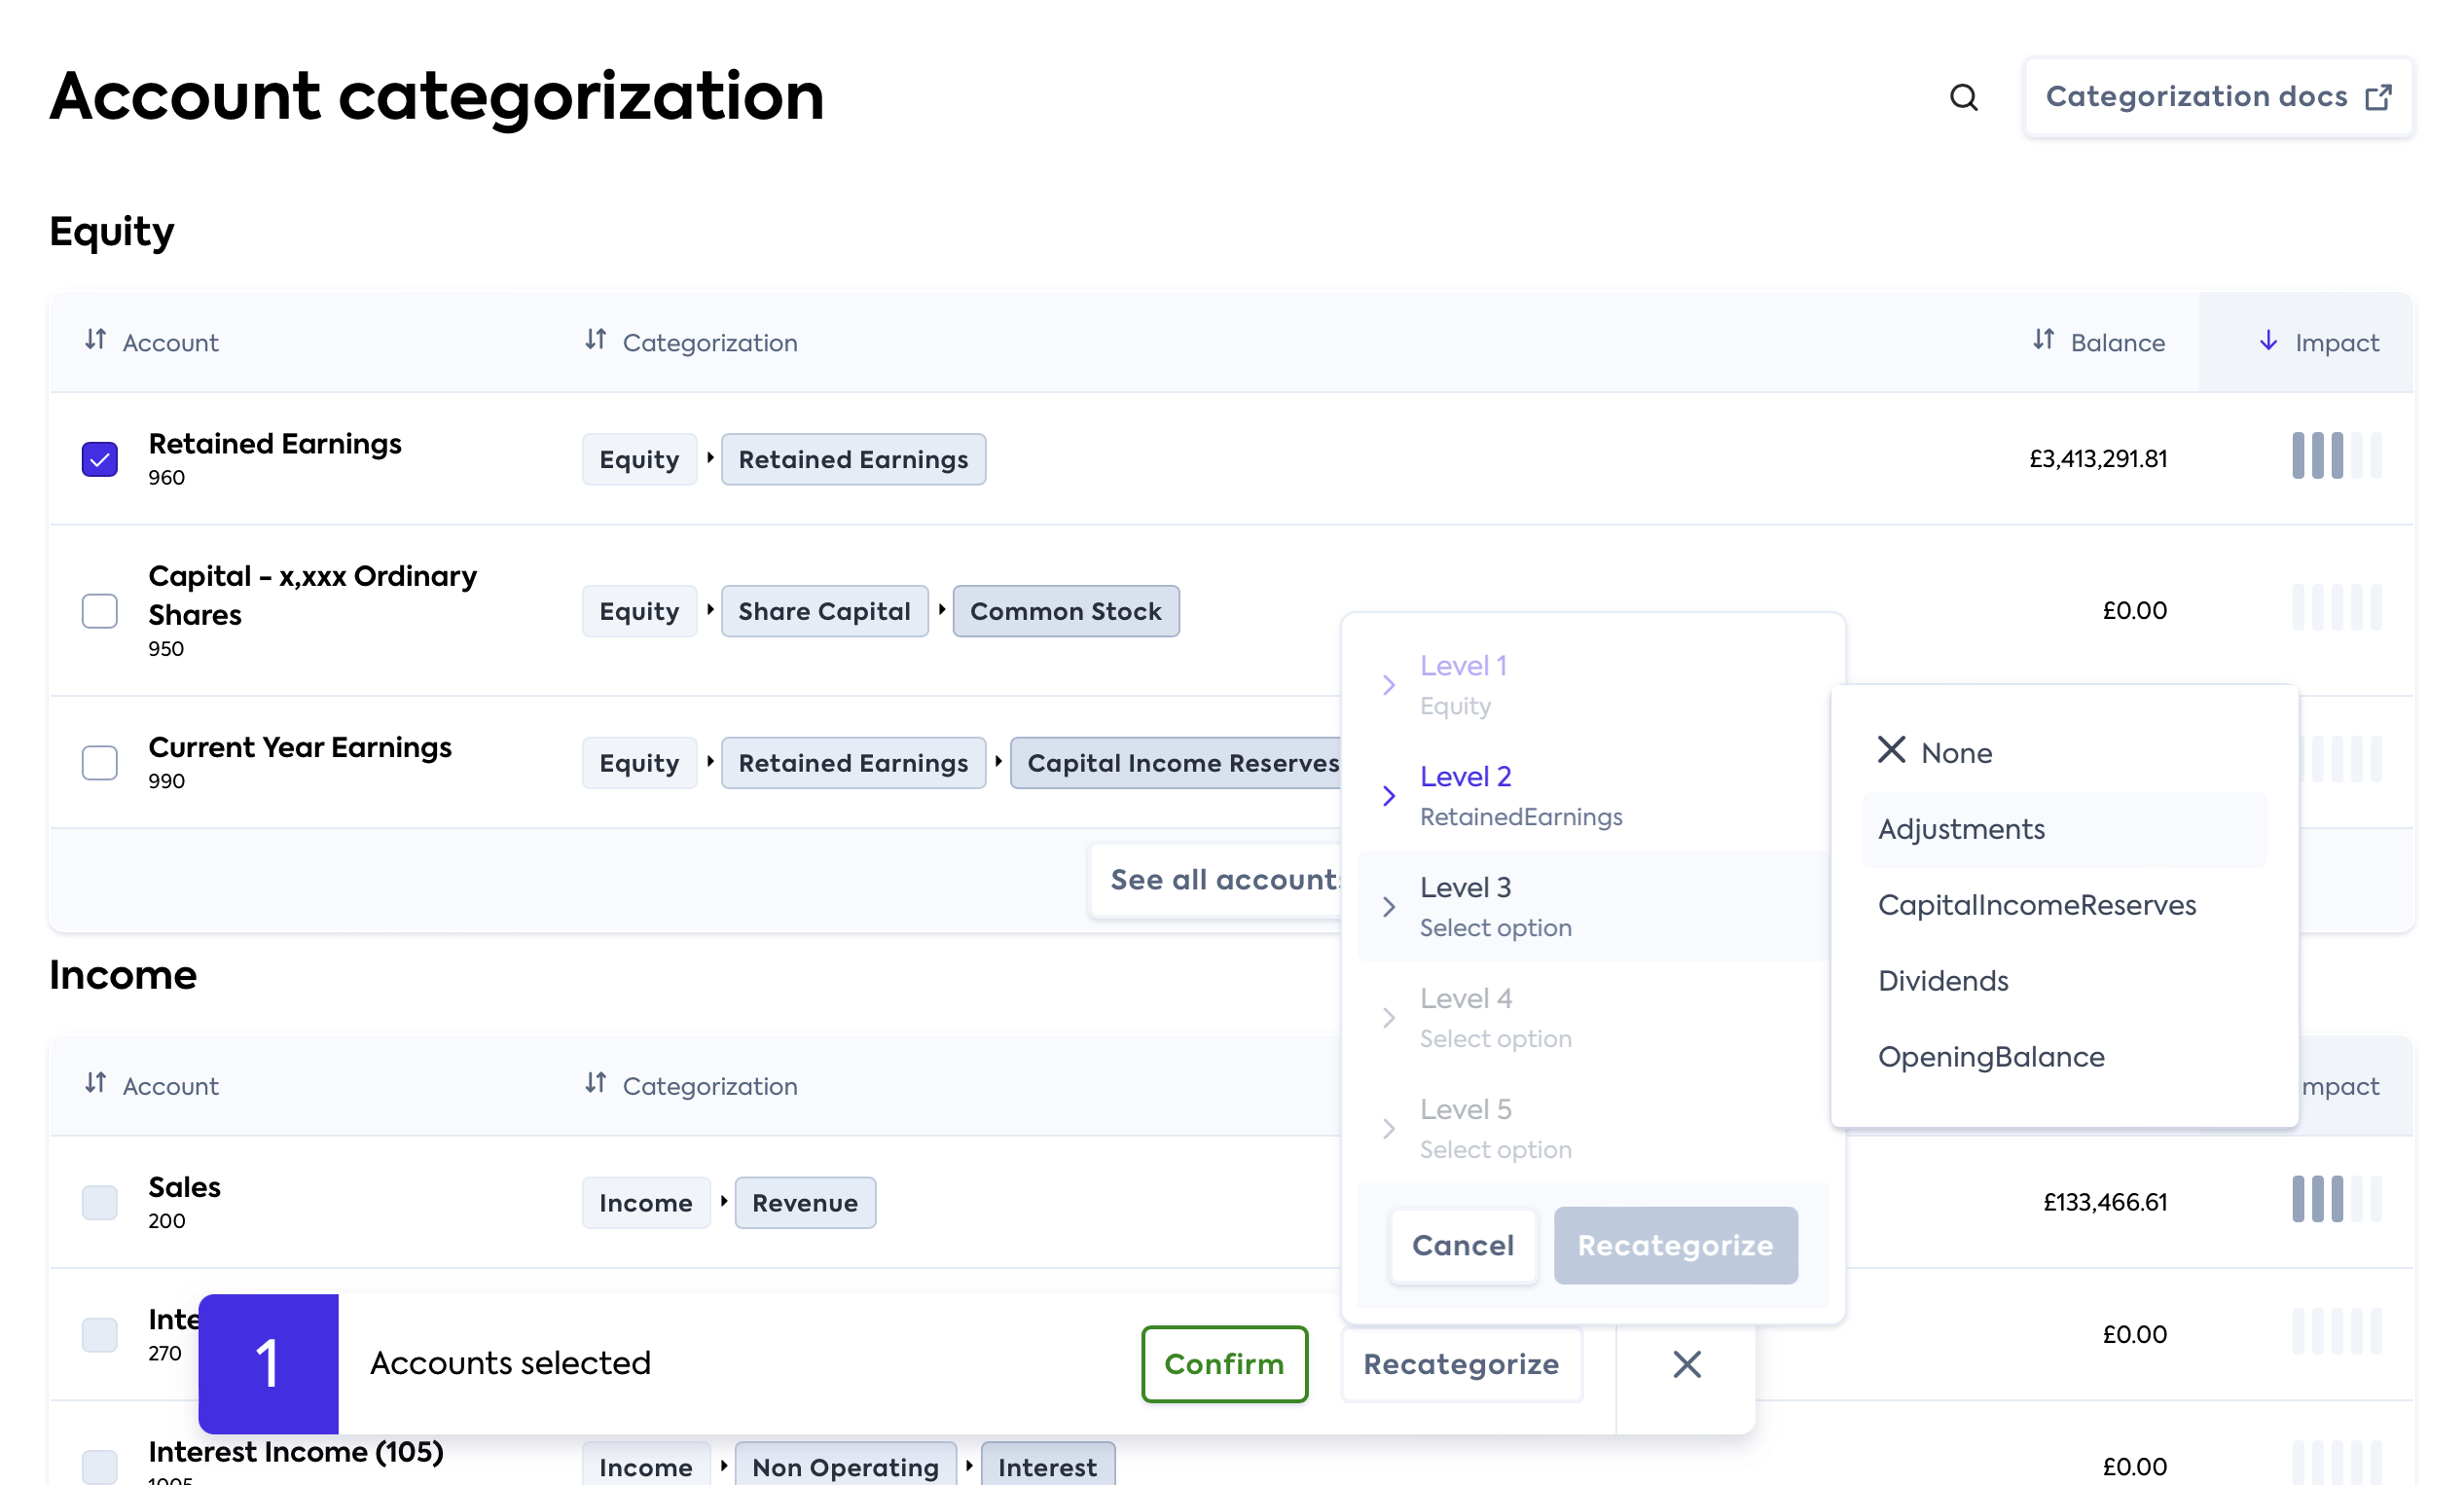 Account categorization
Categorization docs
Equity
Account
Categorization
Balance
Impact
Retained Earnings
960
Equity
Retained Earnings
£3,413,291.81
Capital - x,xxx Ordinary
Shares
950
Equity
Share Capital
Common Stock
£0.00
Current Year Earnings
990
Equity
Retained Earnings
Capital Income Reserves
See all accounts
Level 1
Equity
Level 2
RetainedEarnings
Level 3
Select option
Level 4
Select option
Level 5
Select option
Cancel
Recategorize
None
Adjustments
CapitalIncomeReserves
Dividends
OpeningBalance
Income
Account
Categorization
mpact
Sales
200
Income
Revenue
£133,466.61
Inte
270
£0.00
1
Accounts selected
Confirm
Recategorize
Interest Income (105)
1005
Income
Non Operating
Interest
£0.00